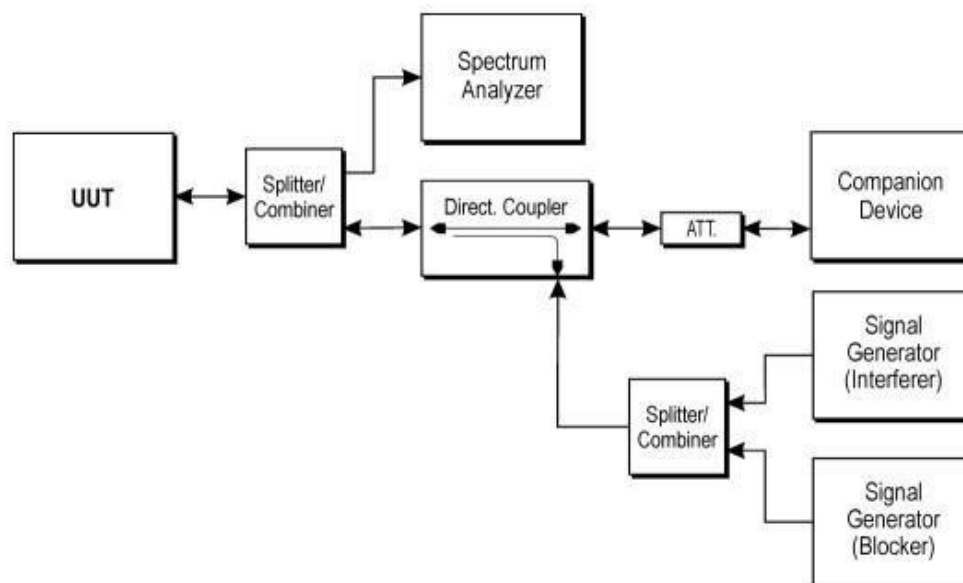 Spectrum
Analyzer
UUT
Splitter/
Combiner
Direct. Coupler
ATT.
Companion
Device
Signal
Generator
(Interferer)
Splitter/
Combiner
Signal
Generator
(Blocker)